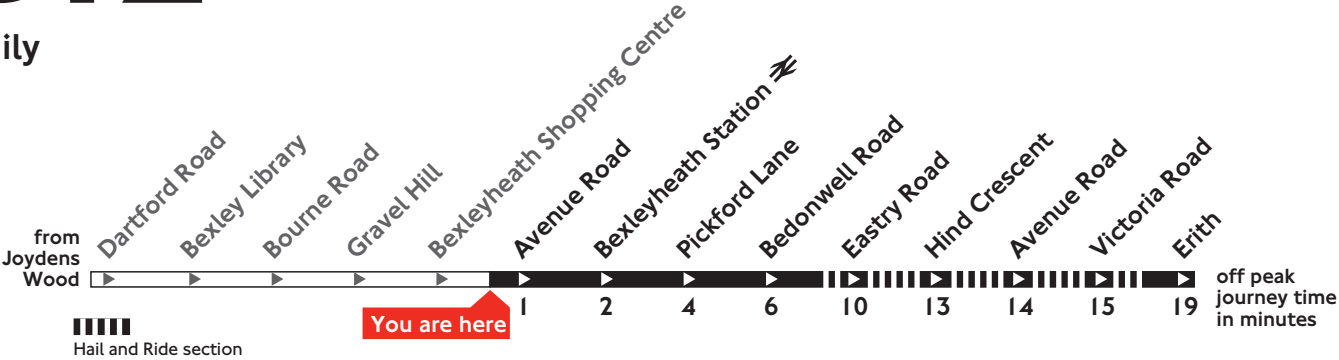 ily
from
Joydens
Wood
Dartford Road
Bexley Library
Bourne Road
Gravel Hill
Bexleyheath Shopping Centre
Avenue Road
Bexleyheath Station
Pickford Lane
Bedonwell Road
Eastry Road
Hind Crescent
Avenue Road
Victoria Road
Erith
1 2 4 6 10 13 14 15 19
off peak
journey time
in minutes
You are here
Hail and Ride section